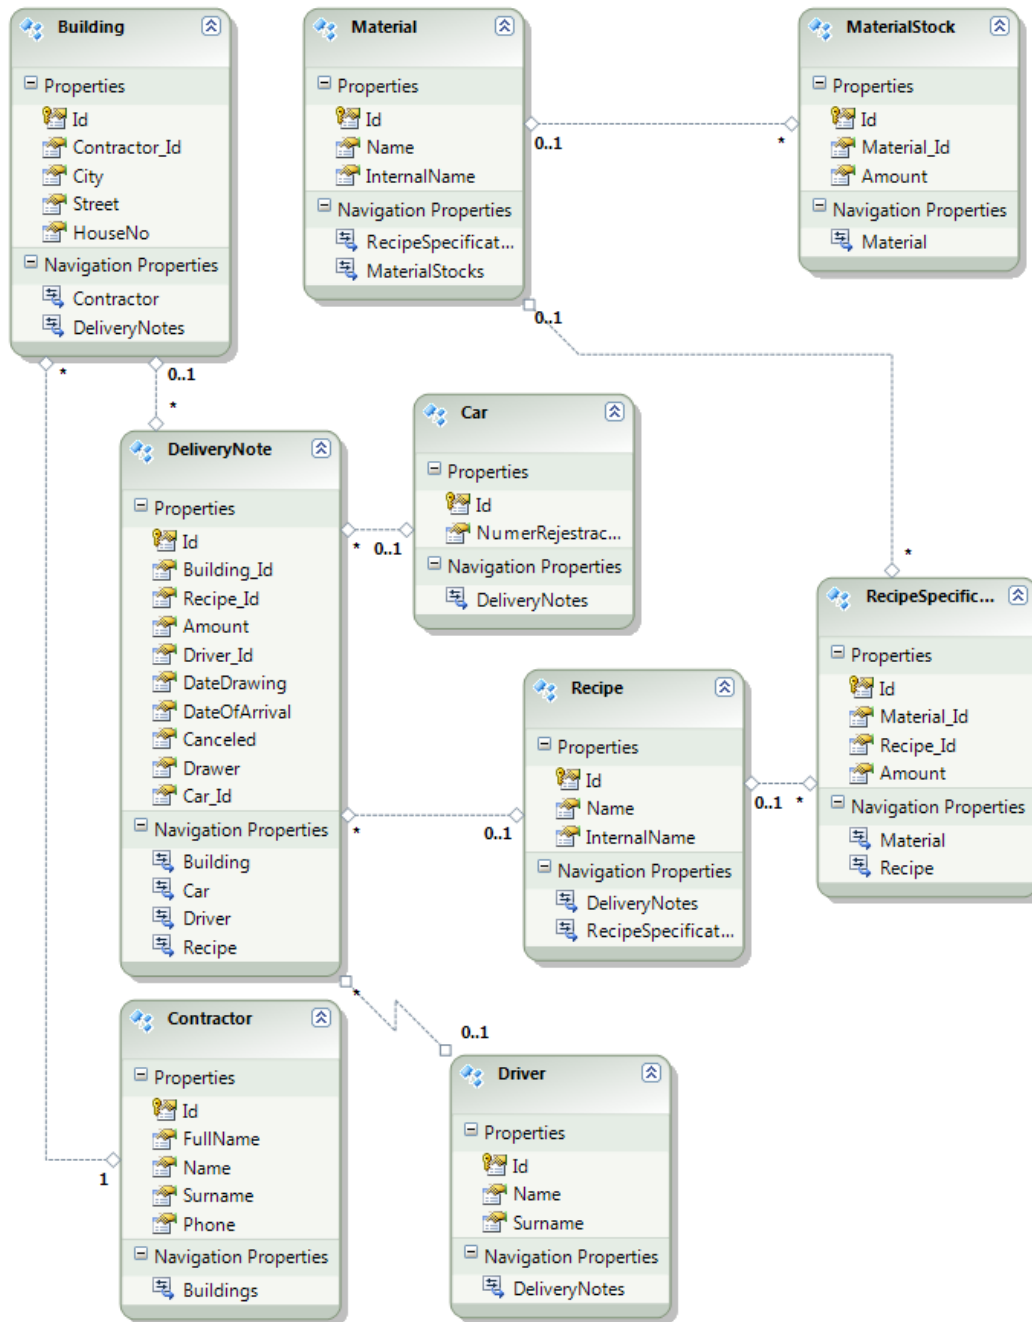 Building
Properties
Id
Contractor_Id
City
Street
HouseNo
Navigation Properties
Contractor
DeliveryNotes
*
0..1
*
Material
Properties
Id
Name
InternalName
Navigation Properties
RecipeSpecificat...
MaterialStocks
0..1
*
0..1
MaterialStock
Properties
Id
Material_Id
Amount
Navigation Properties
Material
DeliveryNote
Properties
Id
Building_Id
Recipe_Id
Amount
Driver_Id
DateDrawing
DateOfArrival
Canceled
Drawer
Car_Id
Navigation Properties
Building
Car
Driver
Recipe
* 0..1
*
0..1
*
0..1
Car
Properties
Id
NumerRejestrac...
Navigation Properties
DeliveryNotes
Recipe
Properties
Id
Name
InternalName
Navigation Properties
DeliveryNotes
RecipeSpecificat...
0..1 *
*
RecipeSpecific...
Properties
Id
Material_Id
Recipe_Id
Amount
Navigation Properties
Material
Recipe
Contractor
Properties
Id
FullName
Name
Surname
Phone
Navigation Properties
Buildings
1
Driver
Properties
Id
Name
Surname
Navigation Properties
DeliveryNotes